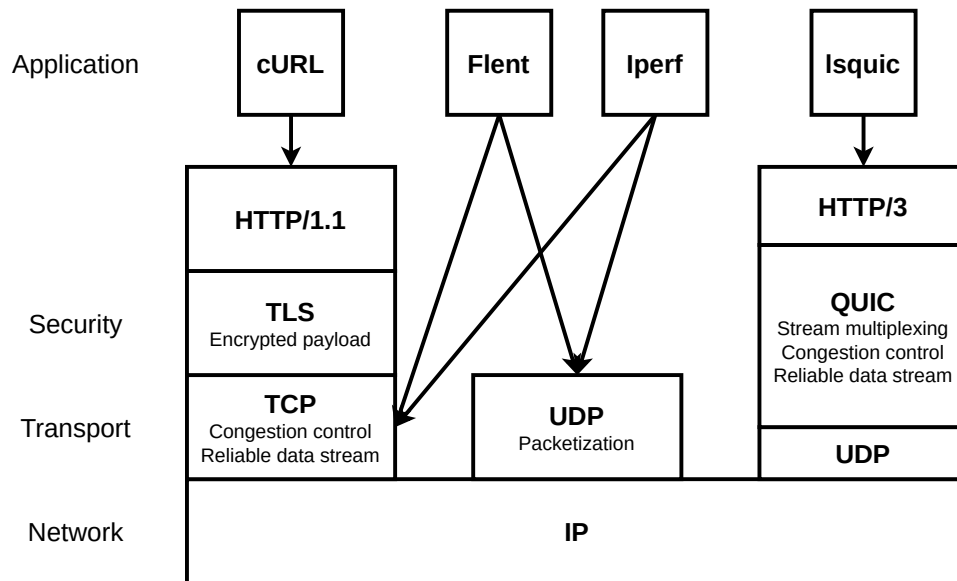 Application
cURL
Flent
Iperf
lsquic
HTTP/1.1
HTTP/3
Security
TLS
Encrypted payload
QUIC
Stream multiplexing
Congestion control
Reliable data stream
Transport
TCP
Congestion control
Reliable data stream
UDP
Packetization
UDP
Network
IP